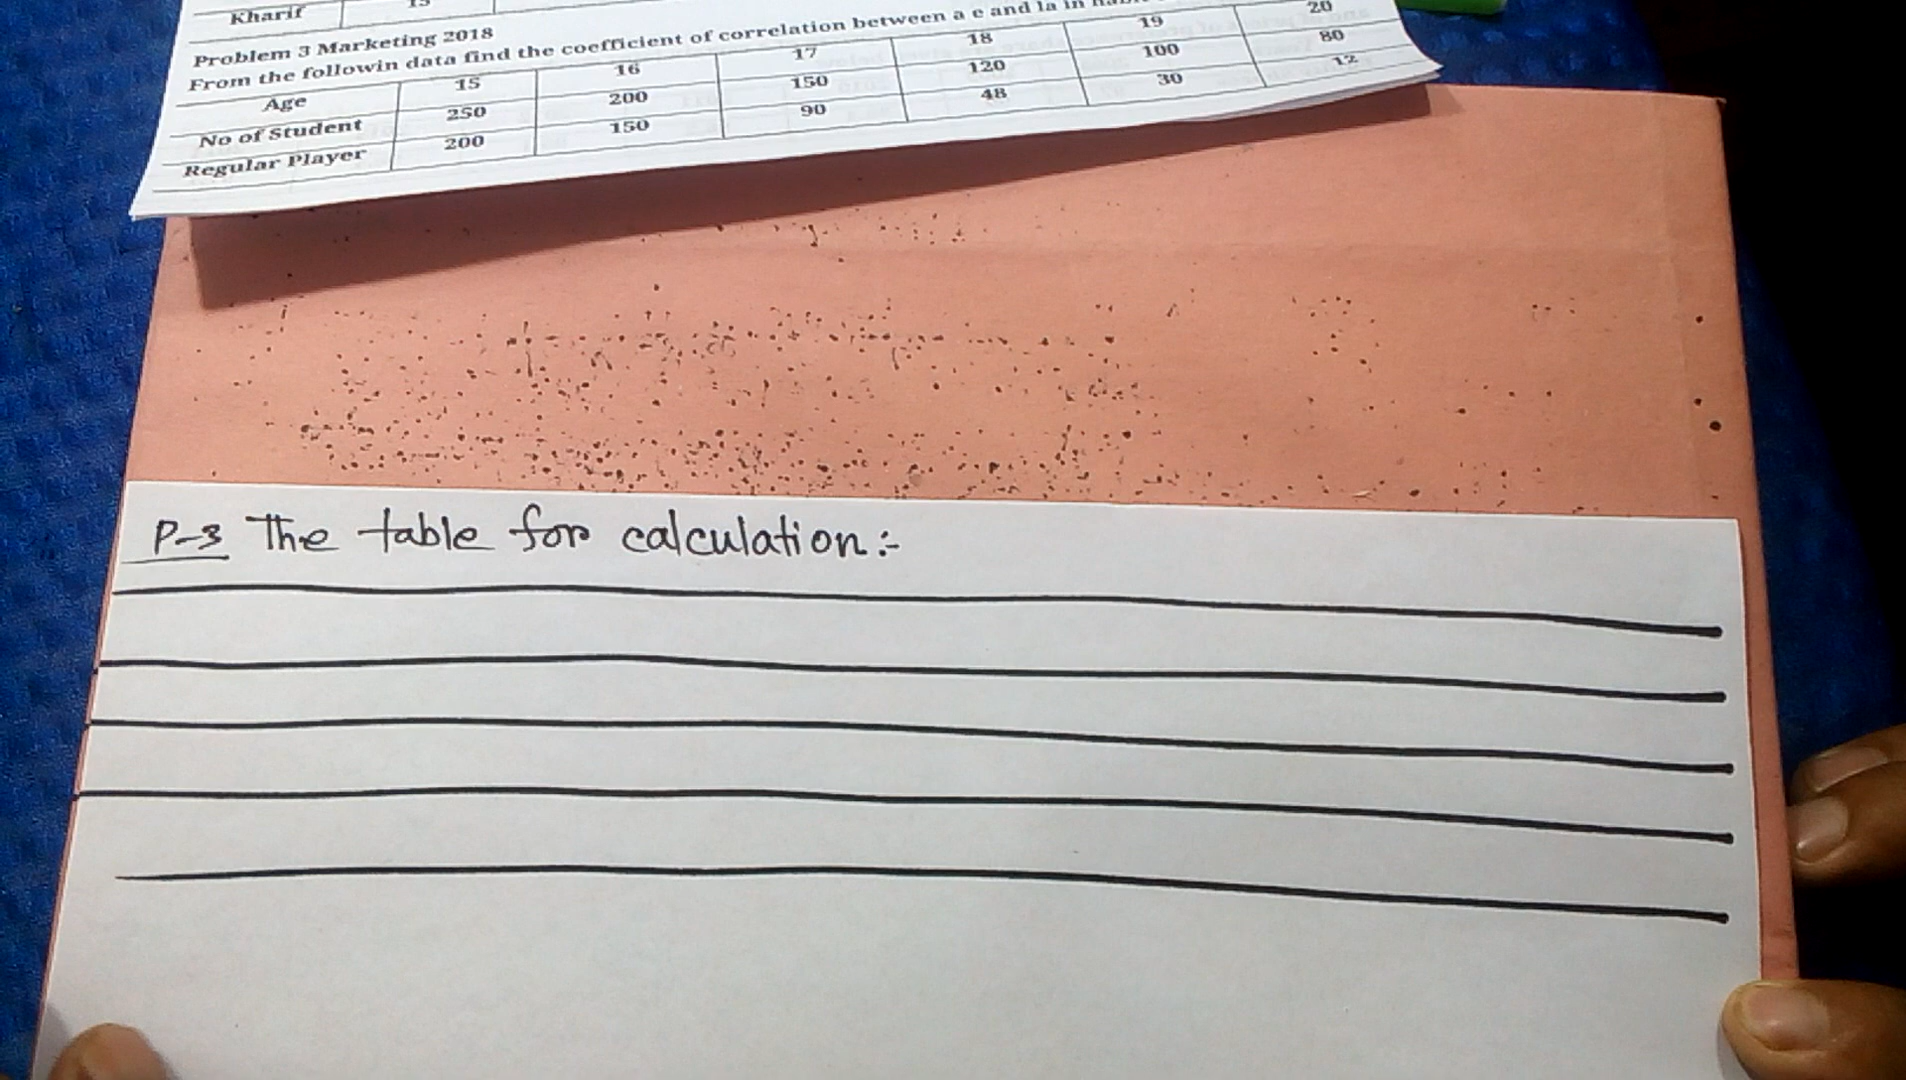 Kharif 15
Problem 3 Marketing 2018
From the followin data find the coefficient of correlation between a e and la in
Age 15 16 17 18 19 20
No of Student 250 200 150 120 100 80
Regular Player 200 150 90 48 30 12
P-3 The table for calculation:-